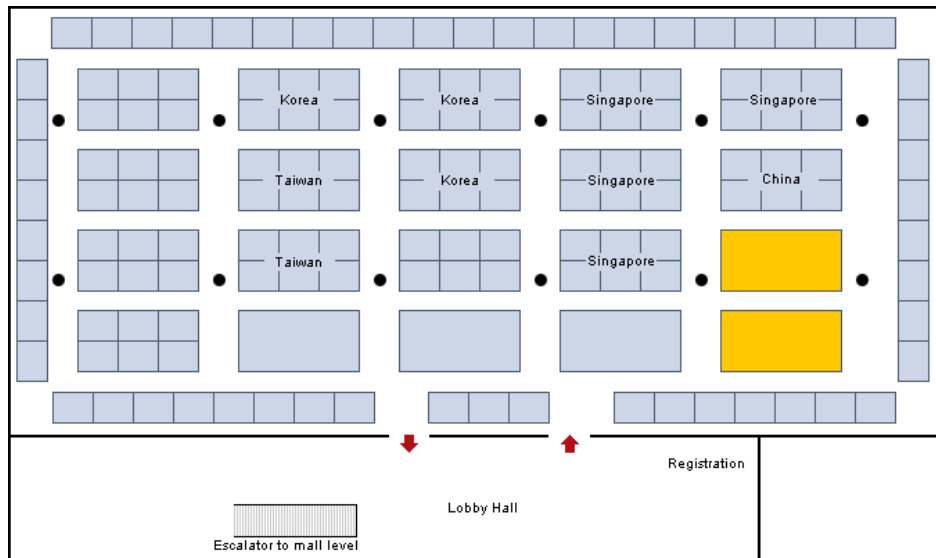 Korea
Korea
Singapore
Singapore
Taiwan
Korea
Singapore
China
Taiwan
Singapore
Registration
Lobby Hall
Escalator to mall level